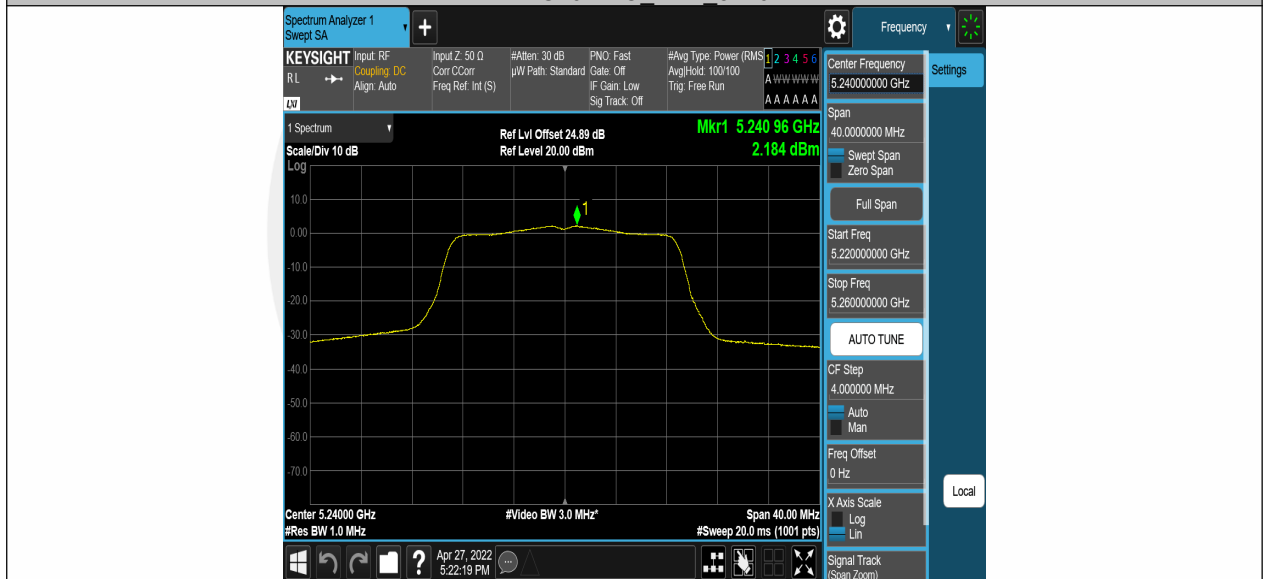 Spectrum Analyzer 1
Swept SA
+
Frequency
KEYSIGHT
RL
LXI
Input: RF
Coupling: DC
Align: Auto
Input Z: 50 Ω
Corr CCorr
Freq Ref: Int (S)
#Atten: 30 dB
µW Path: Standard
PNO: Fast
Gate: Off
IF Gain: Low
Sig Track: Off
#Avg Type: Power (RMS
Avg|Hold: 100/100
Trig: Free Run
1 2 3 4 5 6
A W W W W W
A A A A A A
1 Spectrum
Scale/Div 10 dB
Log
Ref Lvl Offset 24.89 dB
Ref Level 20.00 dBm
Mkr1 5.240 96 GHz
2.184 dBm
1
10.0
0.00
-10.0
-20.0
-30.0
-40.0
-50.0
-60.0
-70.0
Center 5.24000 GHz
#Res BW 1.0 MHz
#Video BW 3.0 MHz*
Span 40.00 MHz
#Sweep 20.0 ms (1001 pts)
Center Frequency
5.240000000 GHz
Span
40.0000000 MHz
Swept Span
Zero Span
Full Span
Start Freq
5.220000000 GHz
Stop Freq
5.260000000 GHz
AUTO TUNE
CF Step
4.000000 MHz
Auto
Man
Freq Offset
0 Hz
X Axis Scale
Log
Lin
Signal Track
(Span Zoom)
Settings
Local
?
Apr 27, 2022
5:22:19 PM